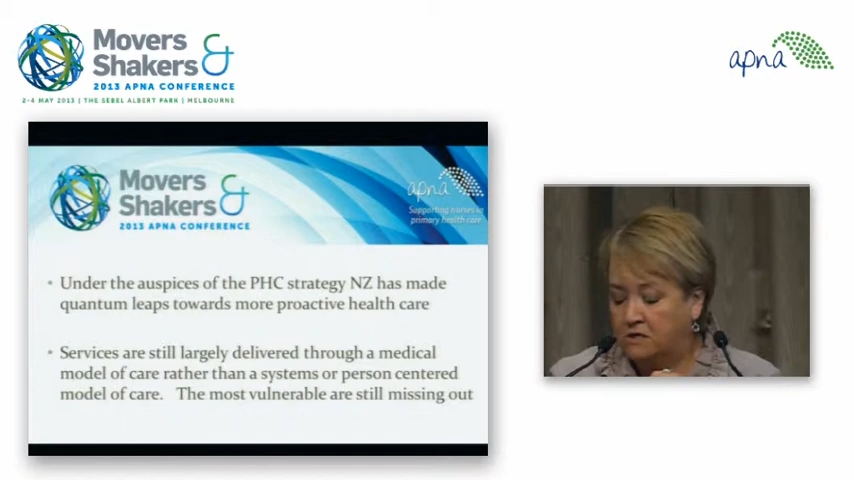 Movers
Shakers &
2013 APNA CONFERENCE
2-4 MAY 2013 | THE SEBEL ALBERT PARK | MELBOURNE
apna
Movers
Shakers &
2013 APNA CONFERENCE
apna
Supporting nurses in
primary health care
• Under the auspices of the PHC strategy NZ has made
quantum leaps towards more proactive health care
• Services are still largely delivered through a medical
model of care rather than a systems or person centered
model of care. The most vulnerable are still missing out